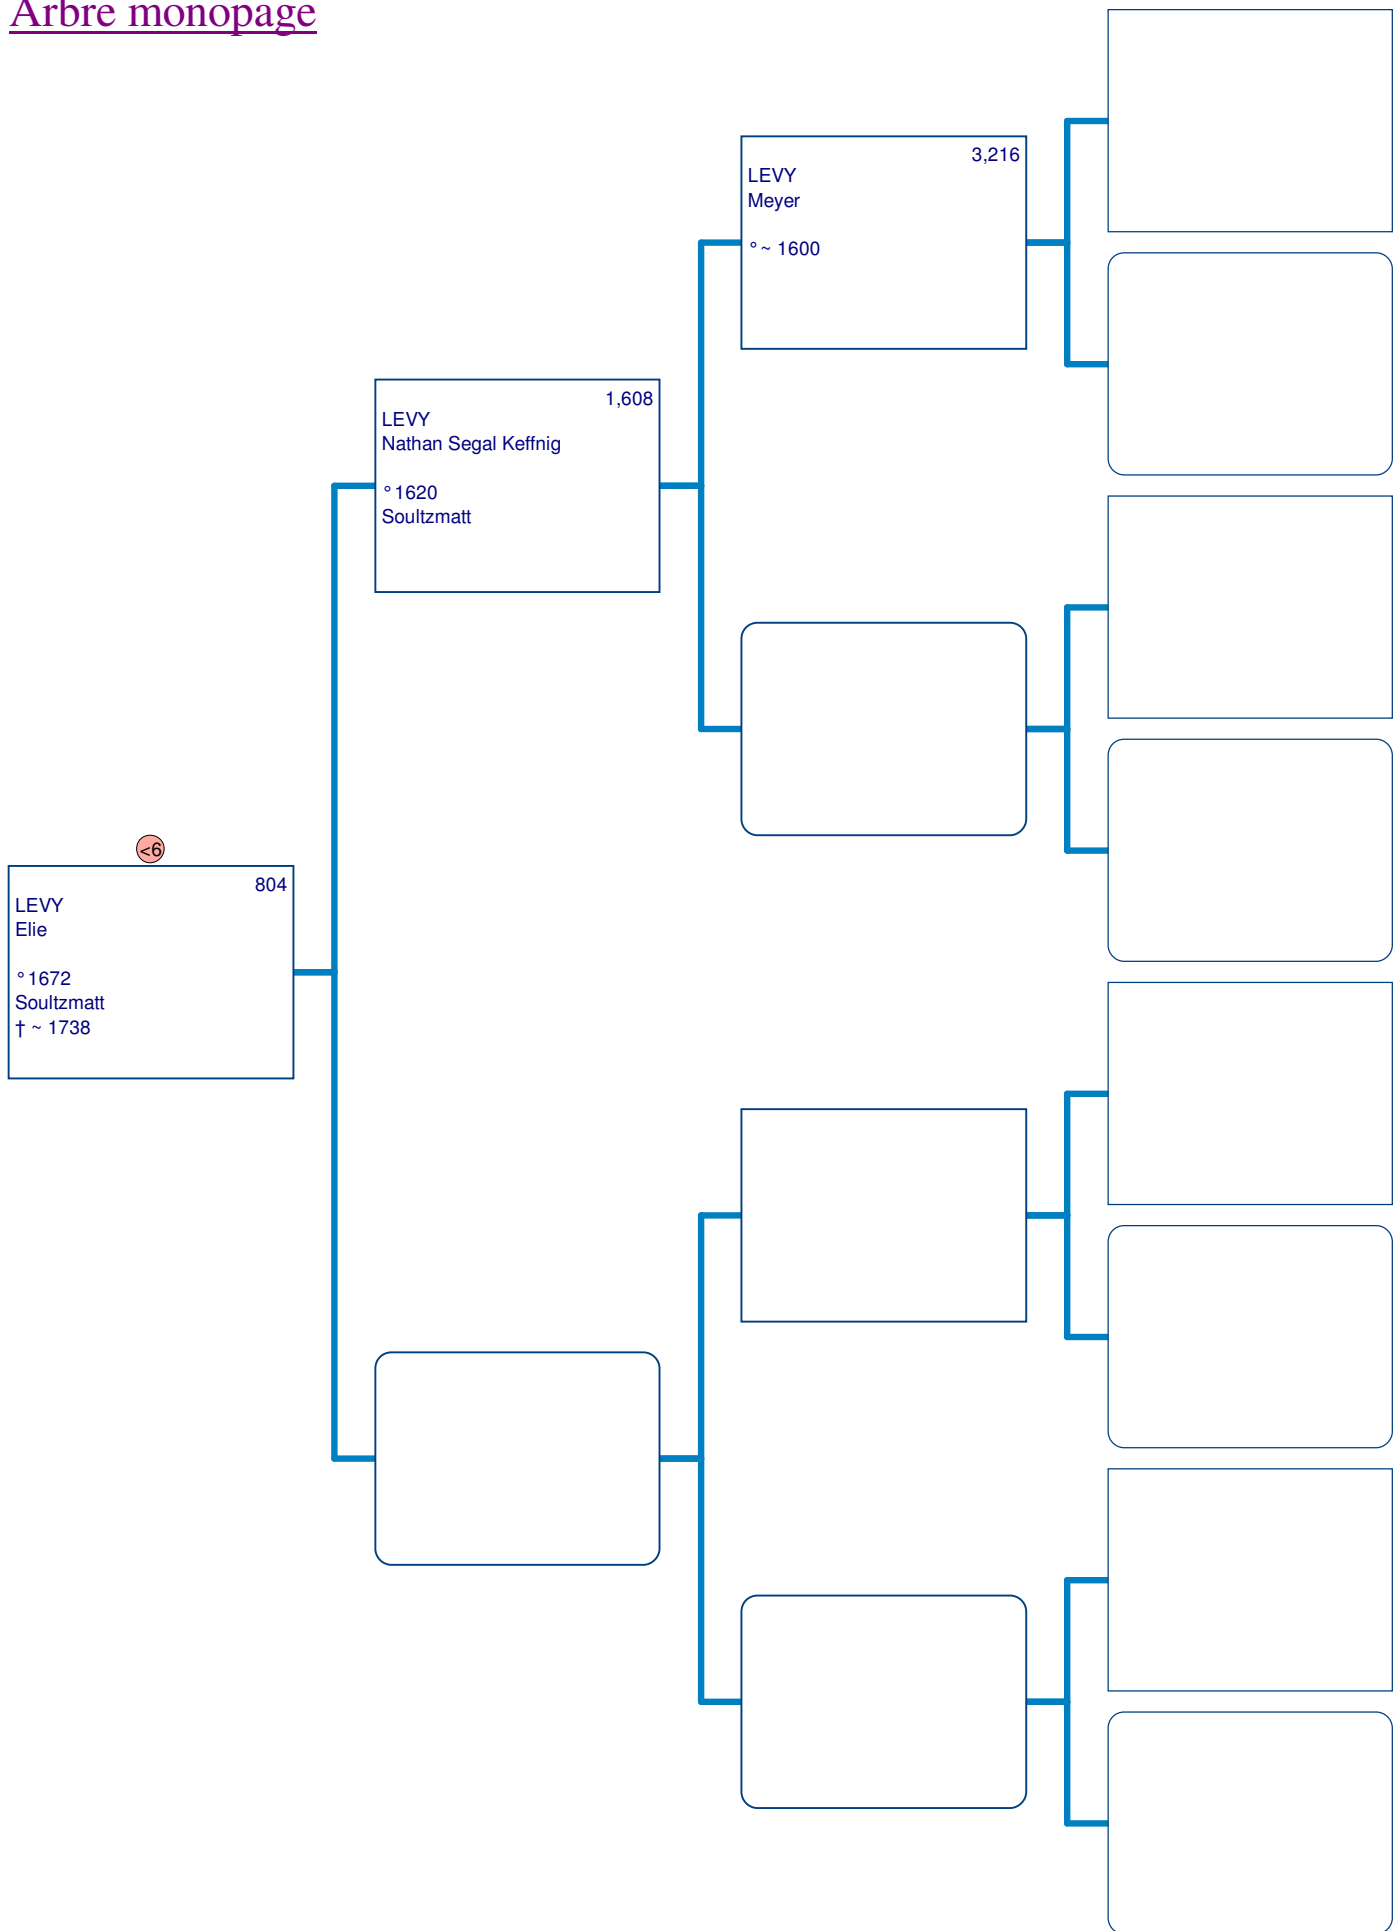 Arbre monopage
3,216
LEVY
Meyer
° ~ 1600
1,608
LEVY
Nathan Segal Keffnig
° 1620
Soultzmatt
<6
804
LEVY
Elie
° 1672
Soultzmatt
† ~ 1738